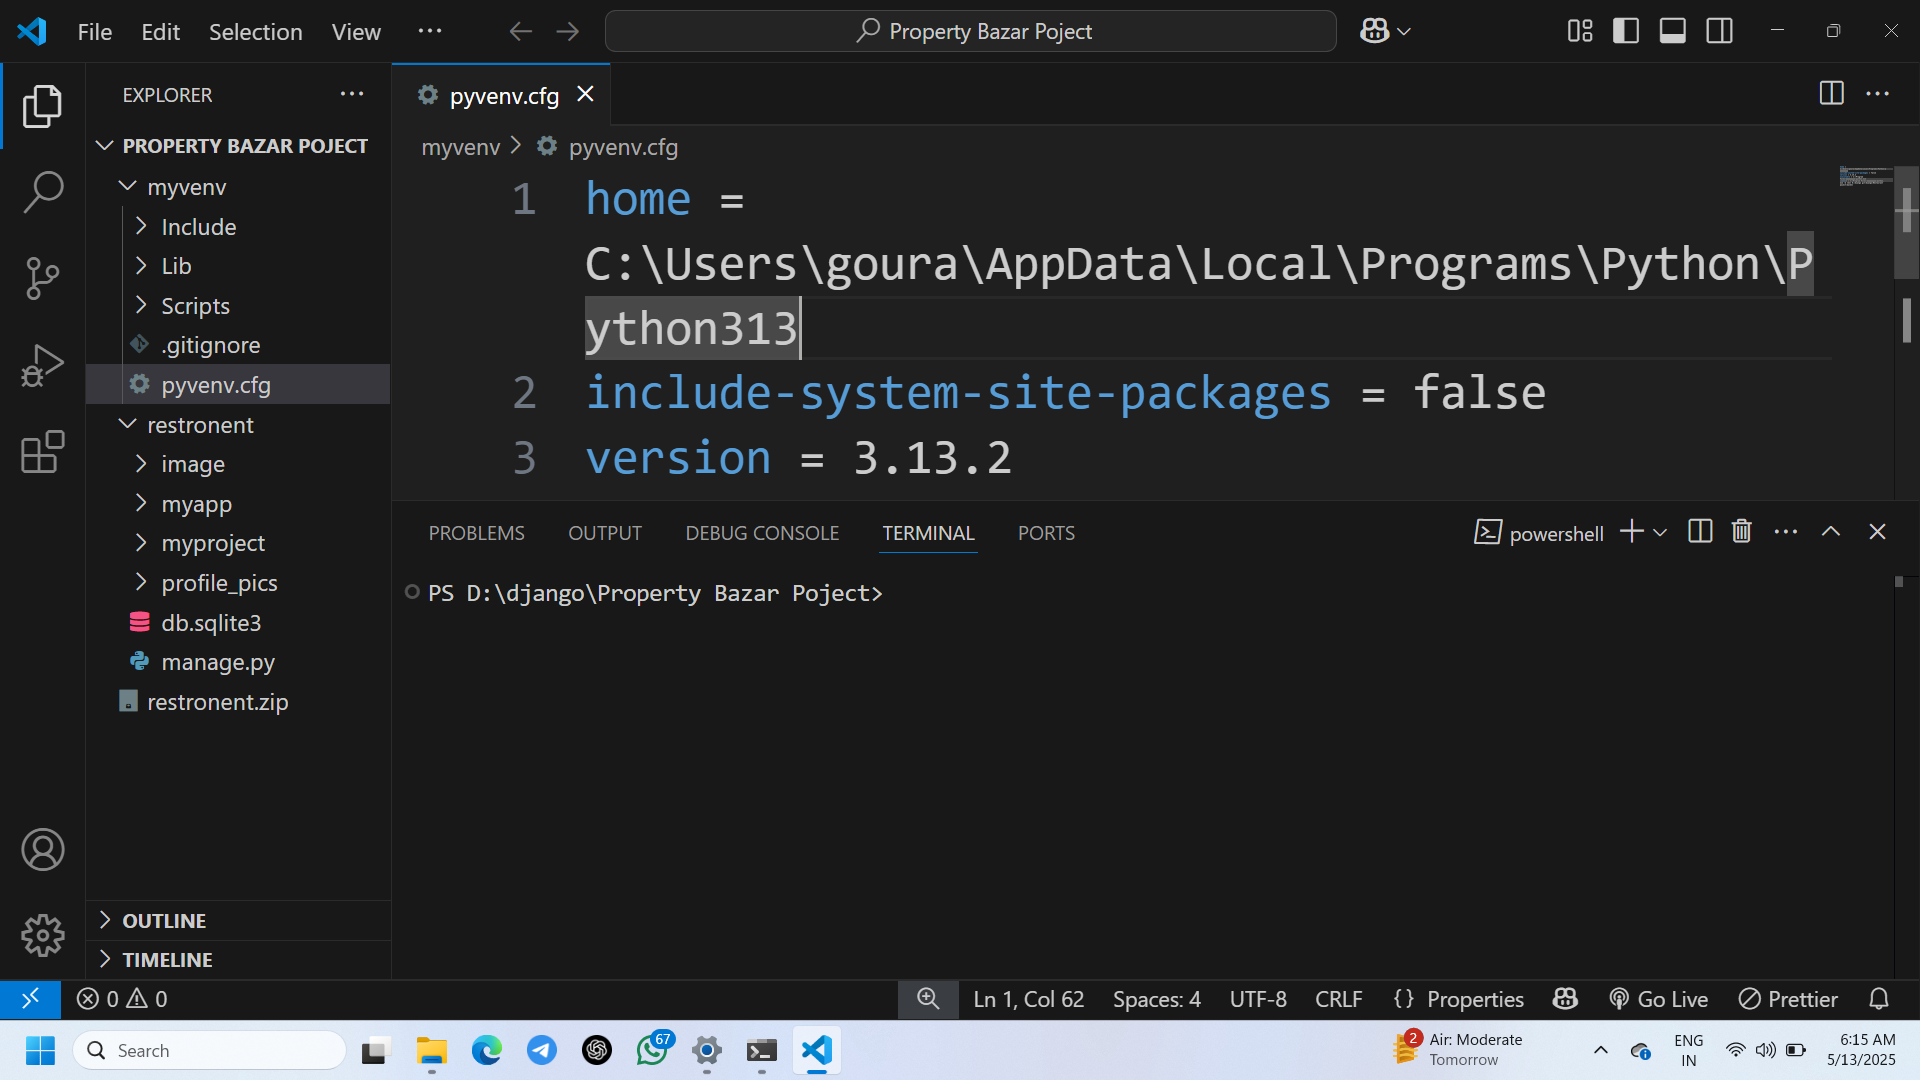 File Edit Selection View ···
Property Bazar Poject
EXPLORER
PROPERTY BAZAR POJECT
myvenv
Include
Lib
Scripts
.gitignore
pyvenv.cfg
restronent
image
myapp
myproject
profile_pics
db.sqlite3
manage.py
restronent.zip
OUTLINE
TIMELINE
pyvenv.cfg
myvenv > pyvenv.cfg
1 home =
C:\Users\goura\AppData\Local\Programs\Python\P
ython313
2 include-system-site-packages = false
3 version = 3.13.2
PROBLEMS OUTPUT DEBUG CONSOLE TERMINAL PORTS
powershell
PS D:\django\Property Bazar Poject>
0 0
Ln 1, Col 62 Spaces: 4 UTF-8 CRLF {} Properties Go Live Prettier
Search
67
2
Air: Moderate
Tomorrow
ENG
IN
6:15 AM
5/13/2025